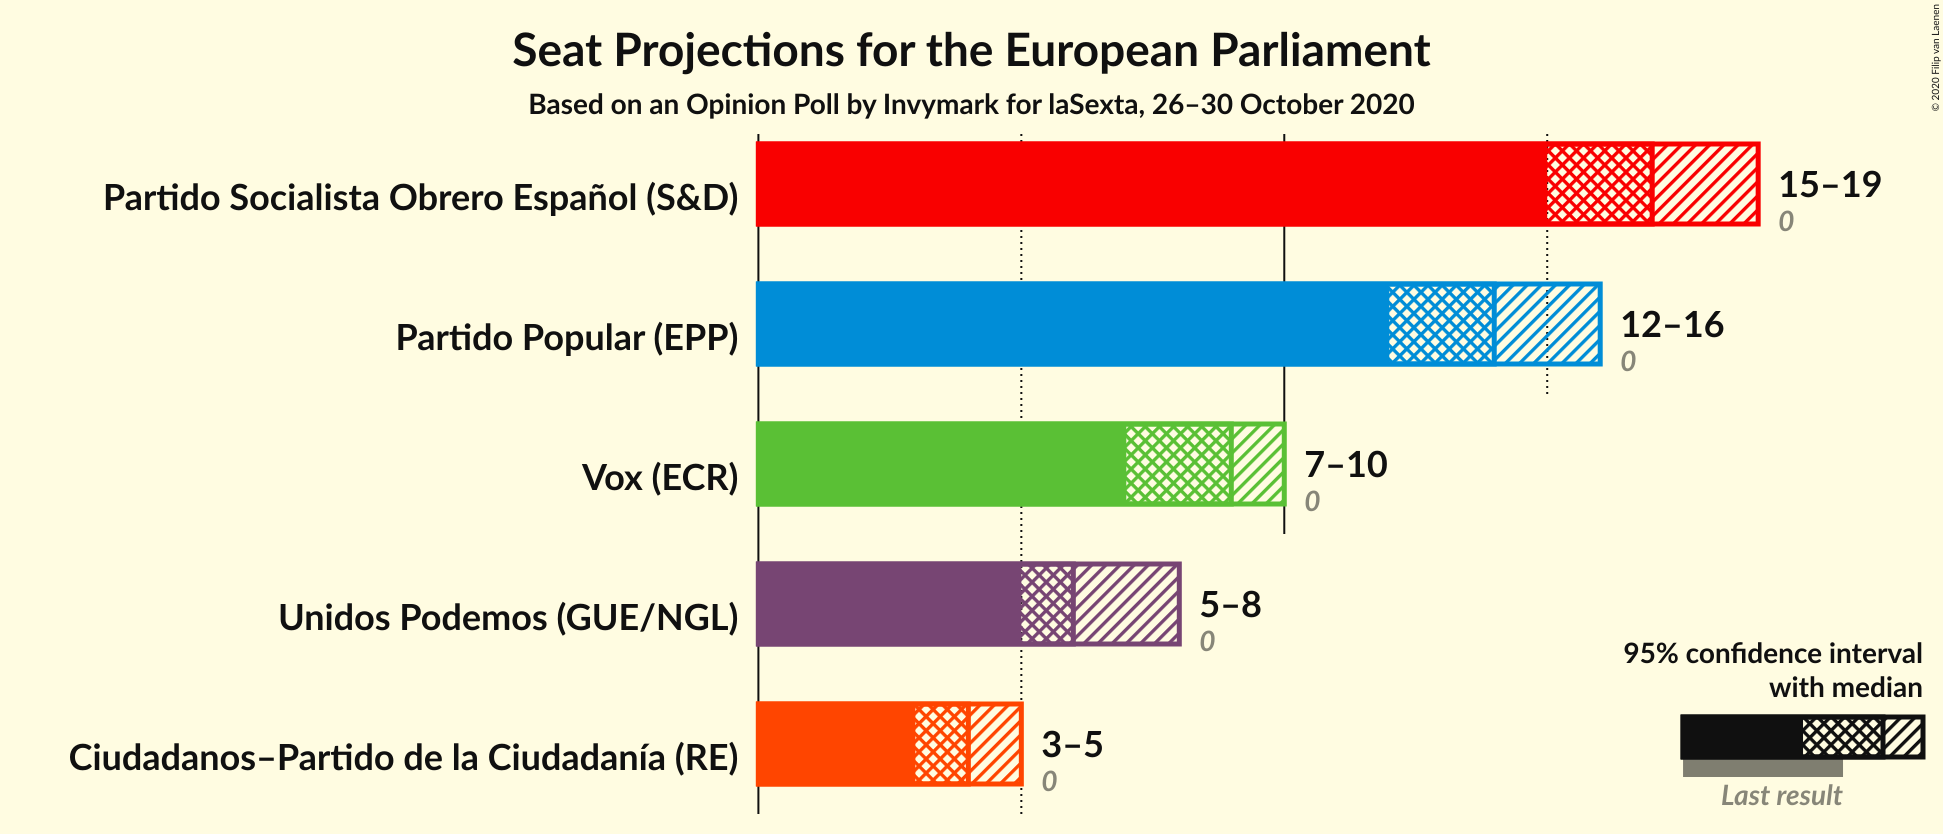 Seat Projections for the European Parliament
Based on an Opinion Poll by Invymark for laSexta, 26–30 October 2020
© 2020 Filip van Laenen
Partido Socialista Obrero Español (S&D)
15–19
0
Partido Popular (EPP)
12–16
0
Vox (ECR)
7–10
0
Unidos Podemos (GUE/NGL)
5–8
0
Ciudadanos–Partido de la Ciudadanía (RE)
3–5
0
95% confidence interval
with median
Last result